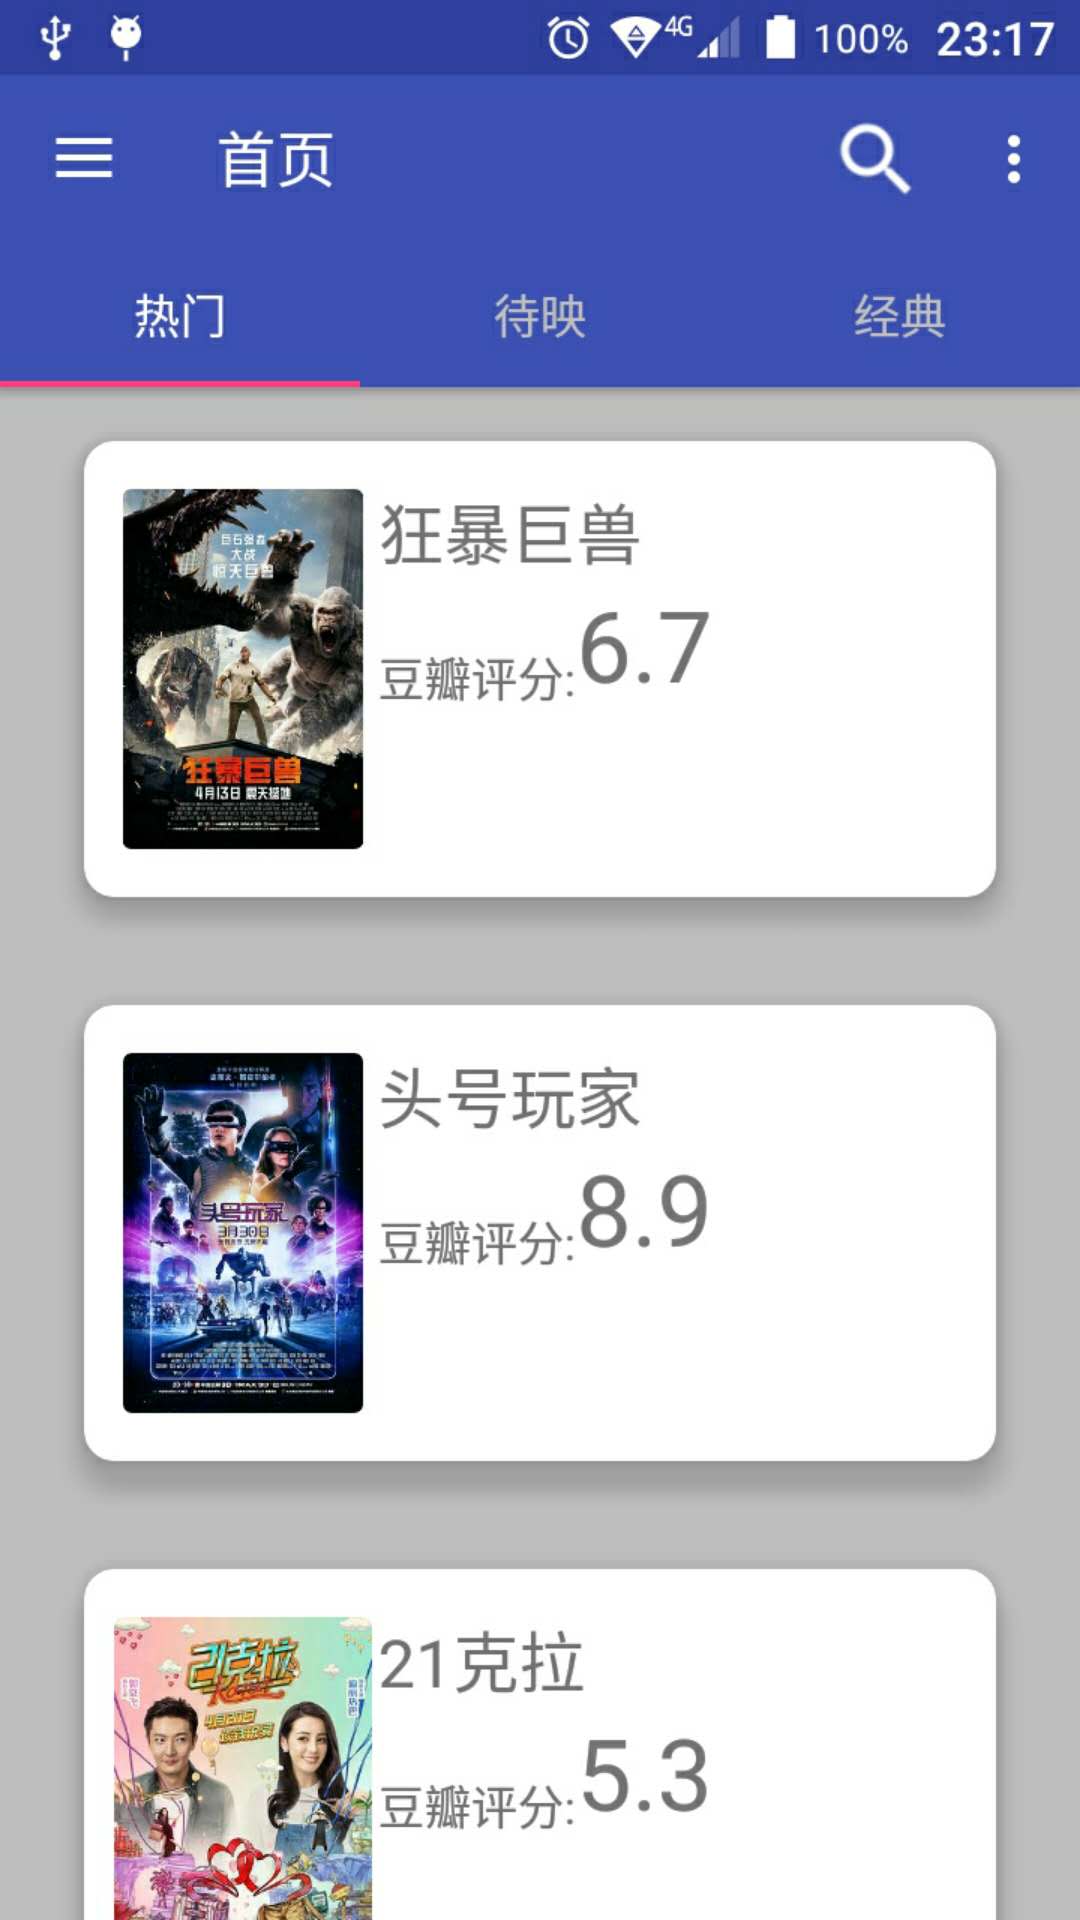 4G 100% 23:17
首页
热门 待映 经典
巨石强森
大战
惊天巨兽
狂暴巨兽
4月13日 震天撼地
狂暴巨兽
豆瓣评分:6.7
头号玩家
3月30日
头号玩家
豆瓣评分:8.9
21克拉
21克拉
豆瓣评分:5.3